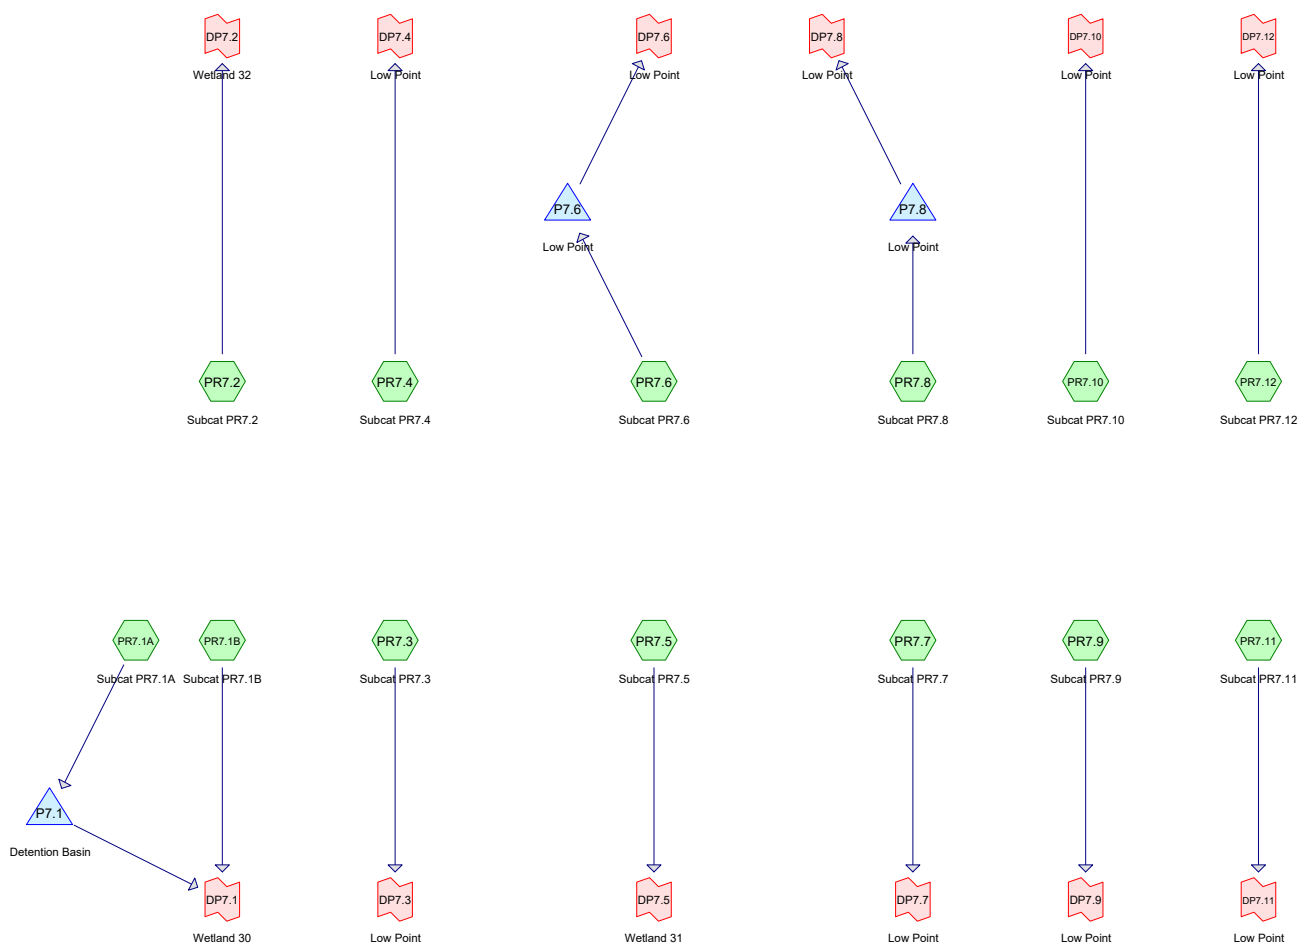 DP7.2
DP7.4
DP7.6
DP7.8
DP7.10
DP7.12
Wetland 32
Low Point
Low Point
Low Point
Low Point
Low Point
P7.6
P7.8
Low Point
Low Point
PR7.2
PR7.4
PR7.6
PR7.8
PR7.10
PR7.12
Subcat PR7.2
Subcat PR7.4
Subcat PR7.6
Subcat PR7.8
Subcat PR7.10
Subcat PR7.12
PR7.1A
PR7.1B
PR7.3
PR7.5
PR7.7
PR7.9
PR7.11
Subcat PR7.1A
Subcat PR7.1B
Subcat PR7.3
Subcat PR7.5
Subcat PR7.7
Subcat PR7.9
Subcat PR7.11
P7.1
Detention Basin
DP7.1
DP7.3
DP7.5
DP7.7
DP7.9
DP7.11
Wetland 30
Low Point
Wetland 31
Low Point
Low Point
Low Point